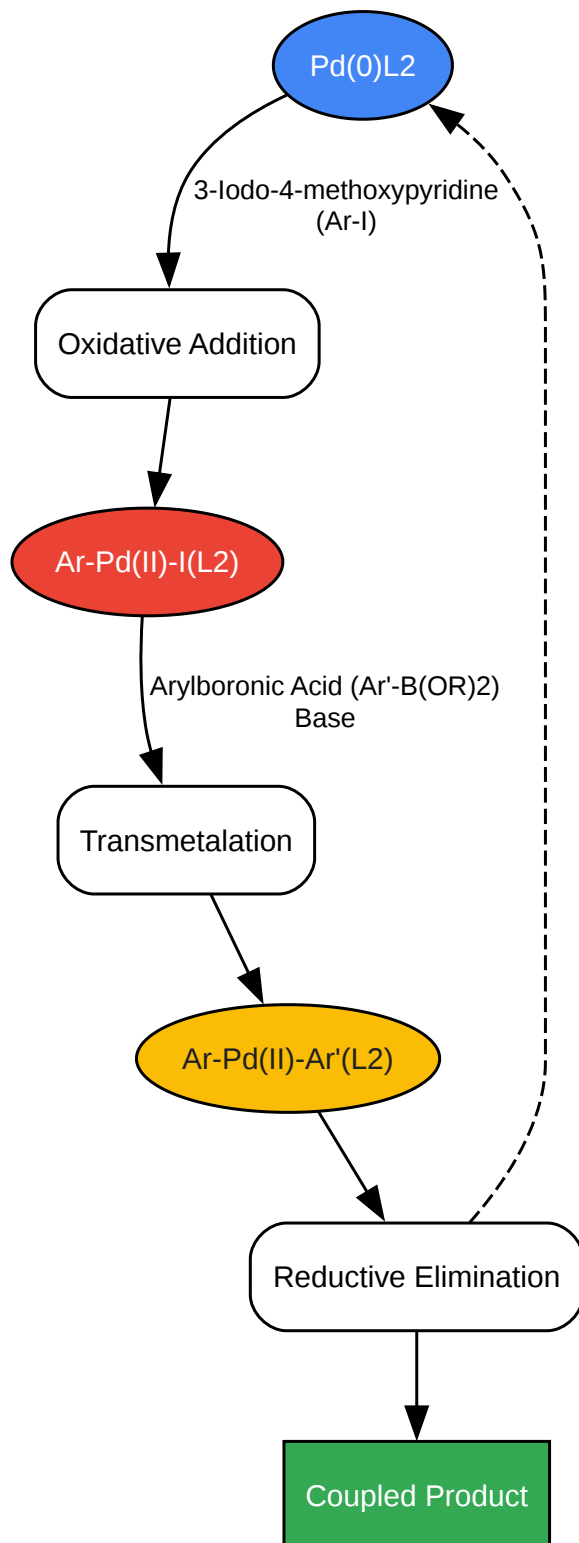 Pd(0)L2
3-Iodo-4-methoxypyridine
(Ar-I)
Oxidative Addition
Ar-Pd(II)-I(L2)
Arylboronic Acid (Ar'-B(OR)2)
Base
Transmetalation
Ar-Pd(II)-Ar'(L2)
Reductive Elimination
Coupled Product